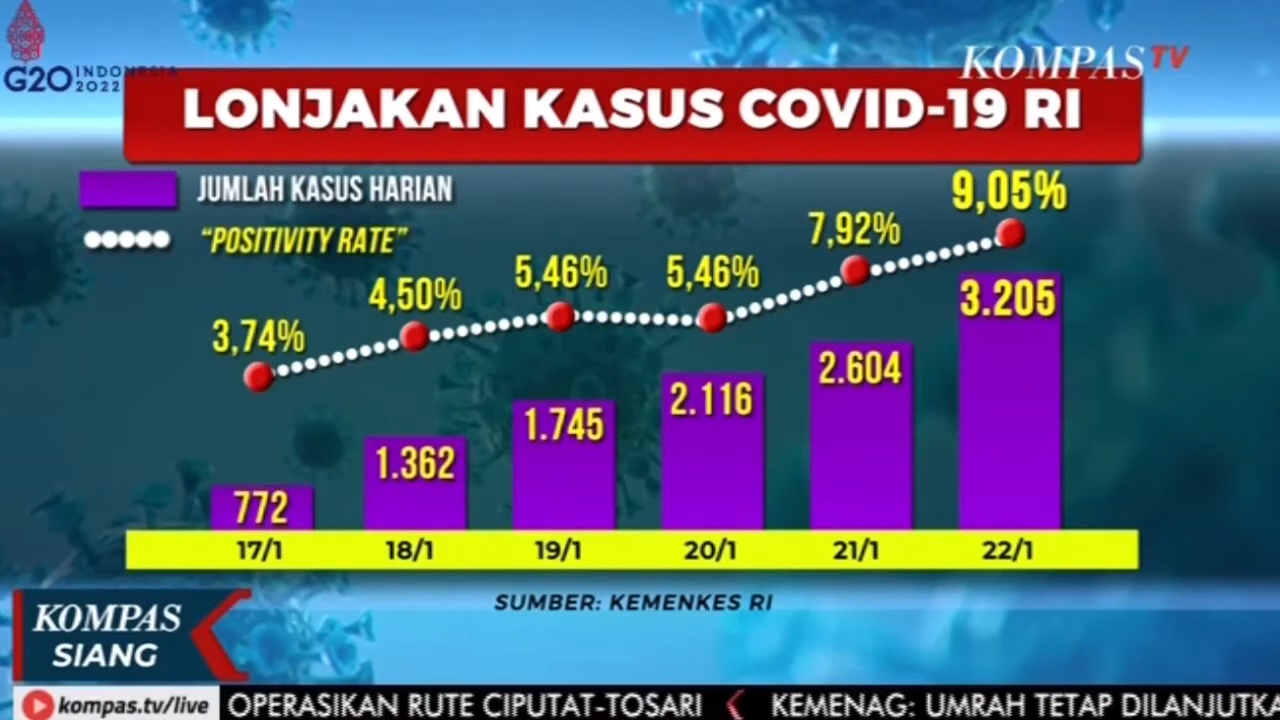 G20 INDONESIA 2022
KOMPAS TV
LONJAKAN KASUS COVID-19 RI
JUMLAH KASUS HARIAN
"POSITIVITY RATE"
3,74%
4,50%
5,46%
5,46%
7,92%
9,05%
772
1.362
1.745
2.116
2.604
3.205
17/1
18/1
19/1
20/1
21/1
22/1
SUMBER: KEMENKES RI
KOMPAS
SIANG
kompas.tv/live
OPERASIKAN RUTE CIPUTAT-TOSARI
KEMENAG: UMRAH TETAP DILANJUTKA